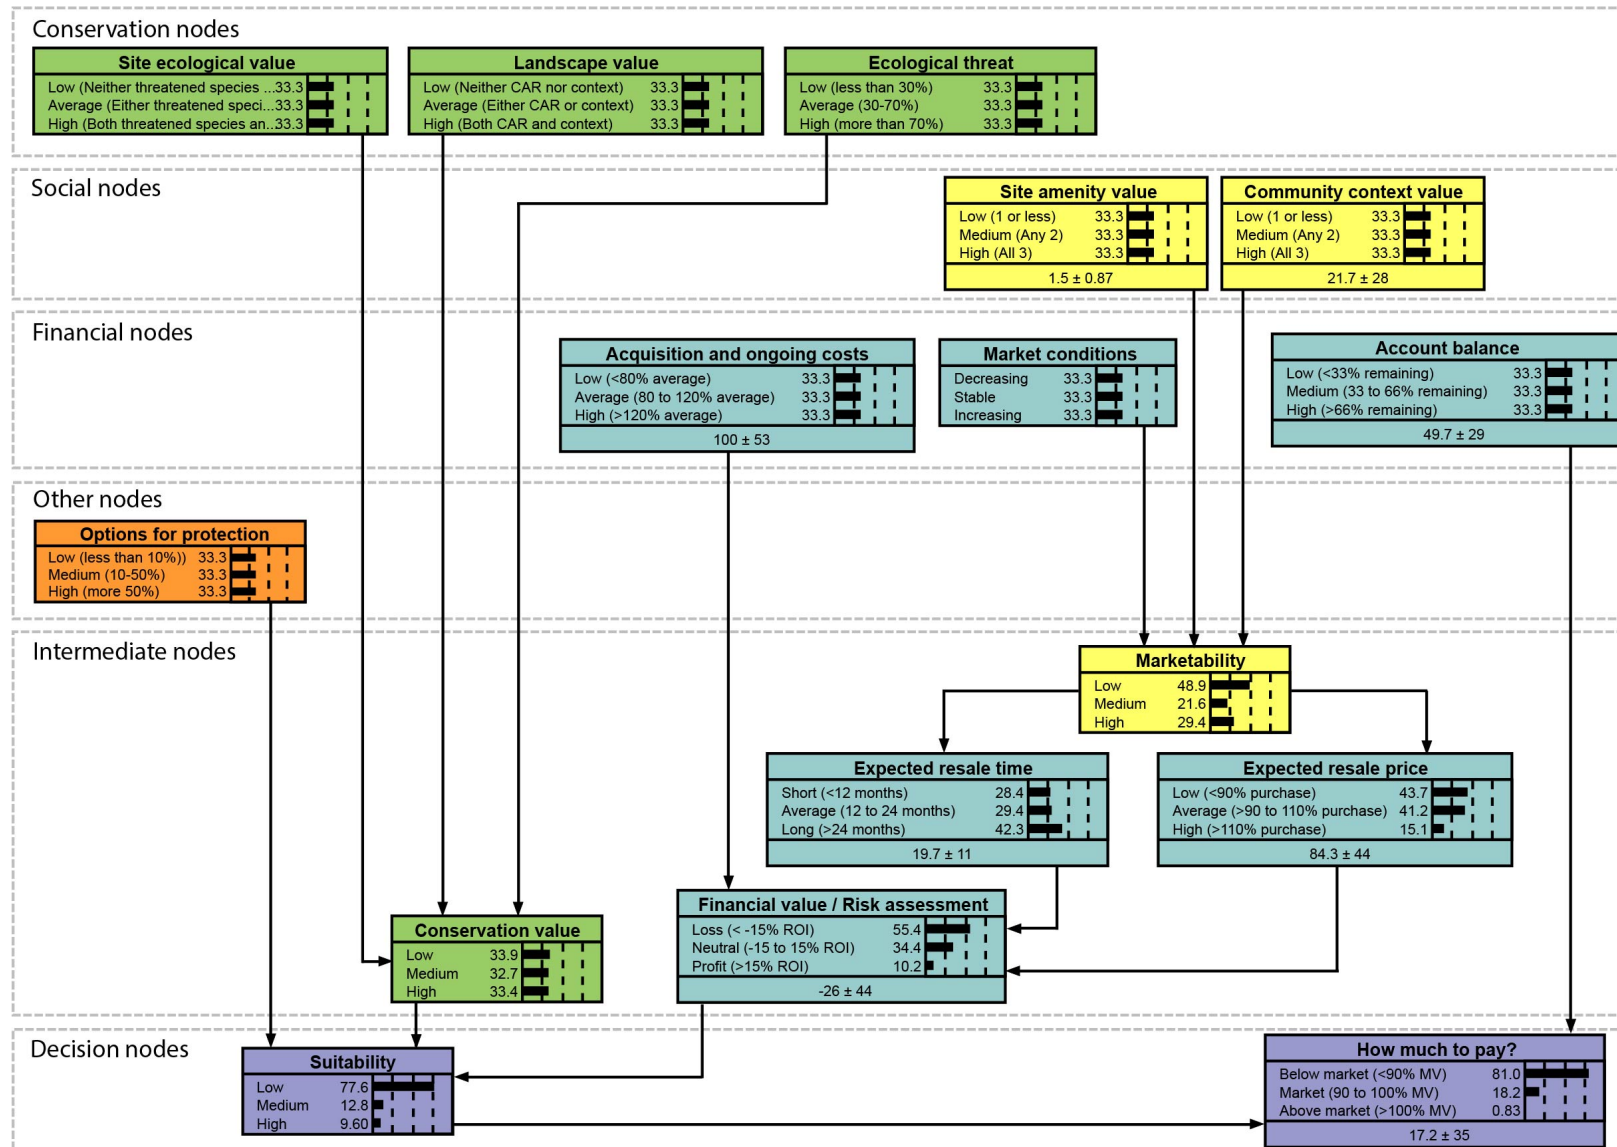 Conservation nodes
Site ecological value
Low (Neither threatened species ...33.3
Average (Either threatened speci...33.3
High (Both threatened species an...33.3
Landscape value
Low (Neither CAR nor context) 33.3
Average (Either CAR or context) 33.3
High (Both CAR and context) 33.3
Ecological threat
Low (less than 30%) 33.3
Average (30-70%) 33.3
High (more than 70%) 33.3
Social nodes
Site amenity value
Low (1 or less) 33.3
Medium (Any 2) 33.3
High (All 3) 33.3
1.5 ± 0.87
Community context value
Low (1 or less) 33.3
Medium (Any 2) 33.3
High (All 3) 33.3
21.7 ± 28
Financial nodes
Acquisition and ongoing costs
Low (<80% average) 33.3
Average (80 to 120% average) 33.3
High (>120% average) 33.3
100 ± 53
Market conditions
Decreasing 33.3
Stable 33.3
Increasing 33.3
Account balance
Low (<33% remaining) 33.3
Medium (33 to 66% remaining) 33.3
High (>66% remaining) 33.3
49.7 ± 29
Other nodes
Options for protection
Low (less than 10%)) 33.3
Medium (10-50%) 33.3
High (more 50%) 33.3
Intermediate nodes
Marketability
Low 48.9
Medium 21.6
High 29.4
Expected resale time
Short (<12 months) 28.4
Average (12 to 24 months) 29.4
Long (>24 months) 42.3
19.7 ± 11
Expected resale price
Low (<90% purchase) 43.7
Average (>90 to 110% purchase) 41.2
High (>110% purchase) 15.1
84.3 ± 44
Financial value / Risk assessment
Loss (< -15% ROI) 55.4
Neutral (-15 to 15% ROI) 34.4
Profit (>15% ROI) 10.2
-26 ± 44
Conservation value
Low 33.9
Medium 32.7
High 33.4
Decision nodes
Suitability
Low 77.6
Medium 12.8
High 9.60
How much to pay?
Below market (<90% MV) 81.0
Market (90 to 100% MV) 18.2
Above market (>100% MV) 0.83
17.2 ± 35